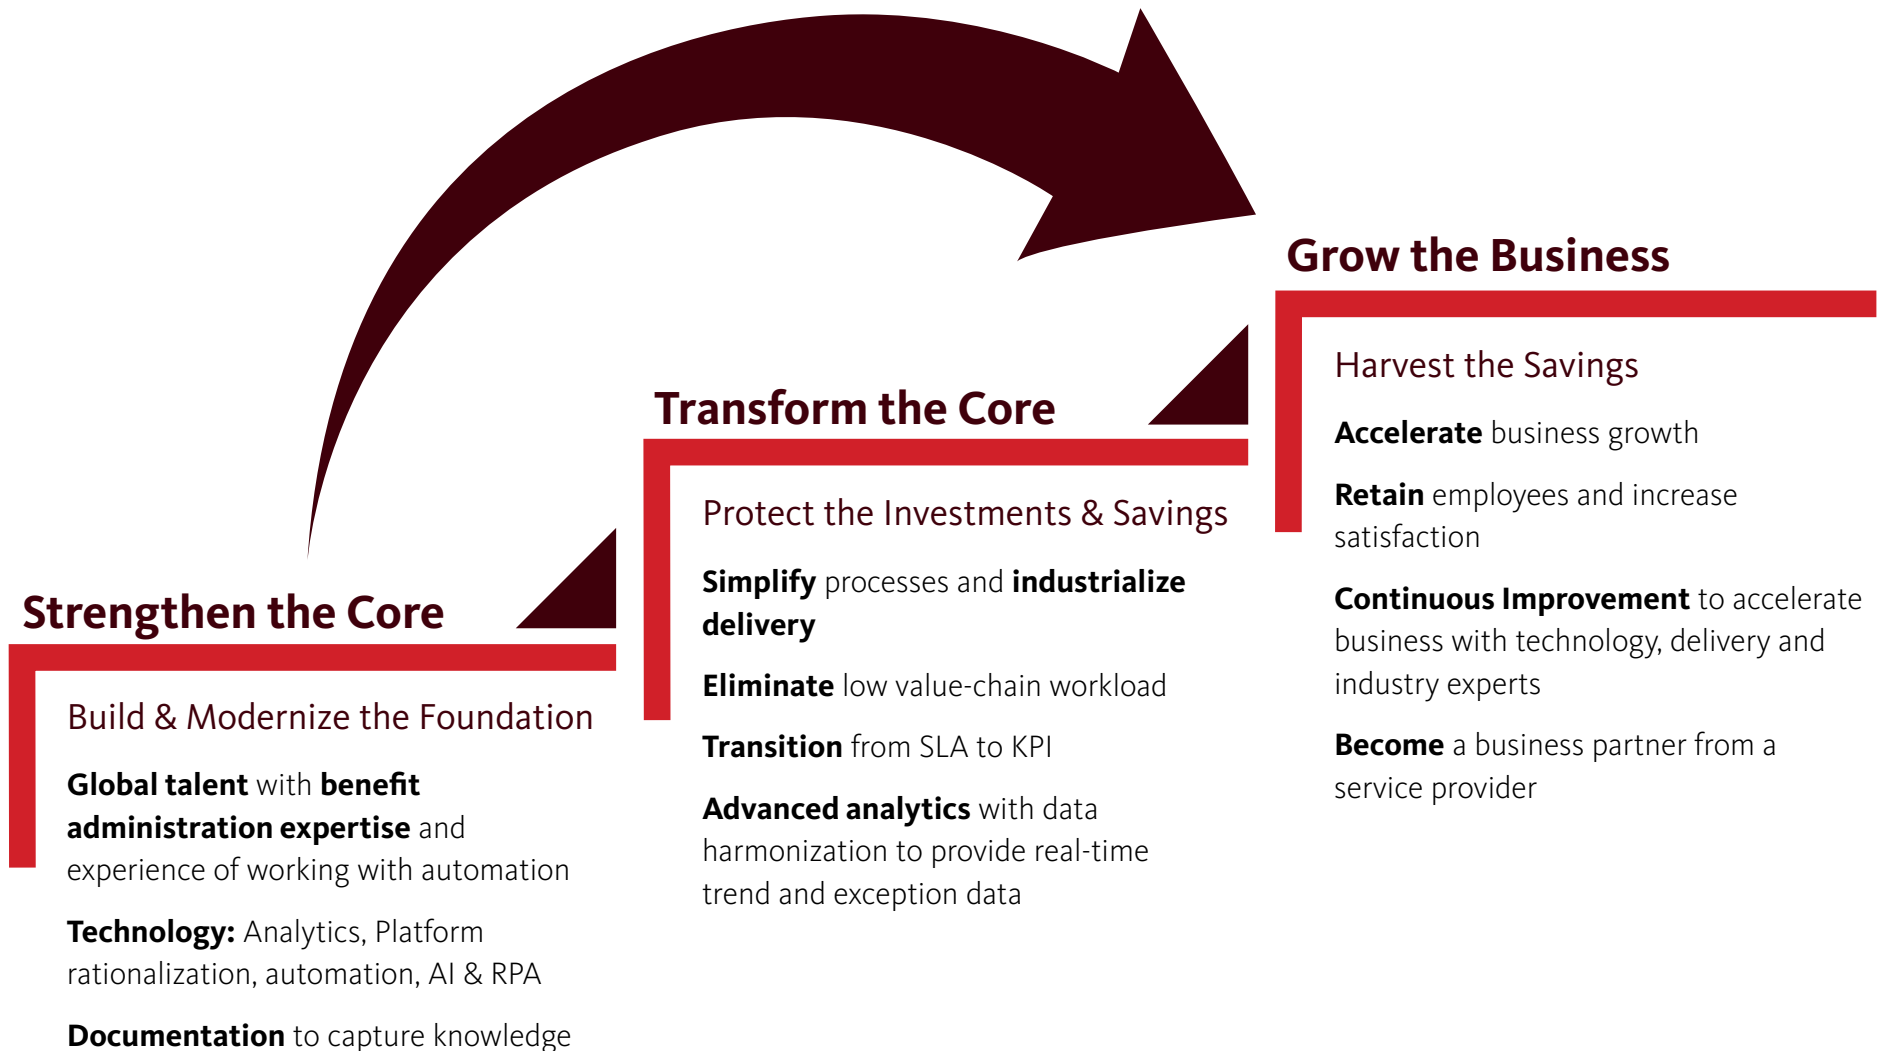 Strengthen the Core
Build & Modernize the Foundation
Global talent with benefit
administration expertise and
experience of working with automation
Technology: Analytics, Platform
rationalization, automation, AI & RPA
Documentation to capture knowledge
Transform the Core
Protect the Investments & Savings
Simplify processes and industrialize
delivery
Eliminate low value-chain workload
Transition from SLA to KPI
Advanced analytics with data
harmonization to provide real-time
trend and exception data
Grow the Business
Harvest the Savings
Accelerate business growth
Retain employees and increase
satisfaction
Continuous Improvement to accelerate
business with technology, delivery and
industry experts
Become a business partner from a
service provider